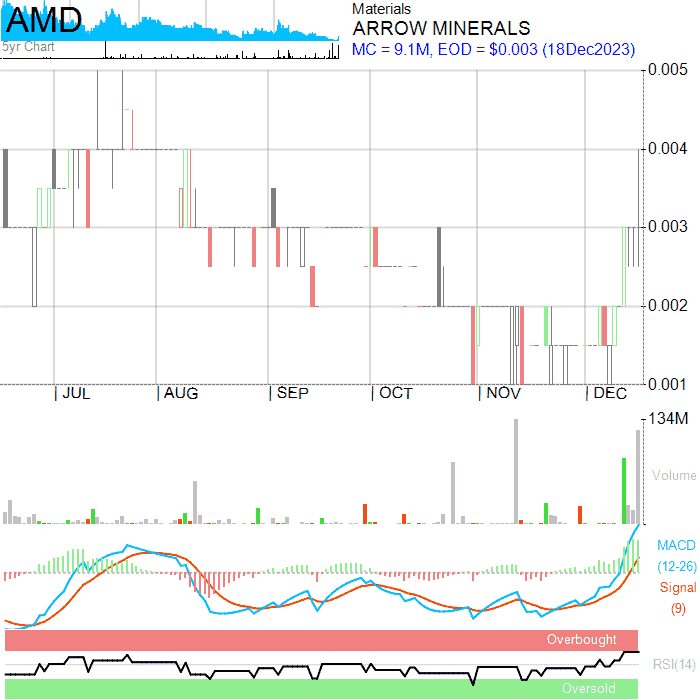 AMD
5yr Chart
Materials
ARROW MINERALS
MC = 9.1M, EOD = $0.003 (18Dec2023)
0.005
0.004
0.003
0.002
0.001
JUL
AUG
SEP
OCT
NOV
DEC
134M
Volume
MACD
(12-26)
Signal
(9)
Overbought
RSI(14)
Oversold